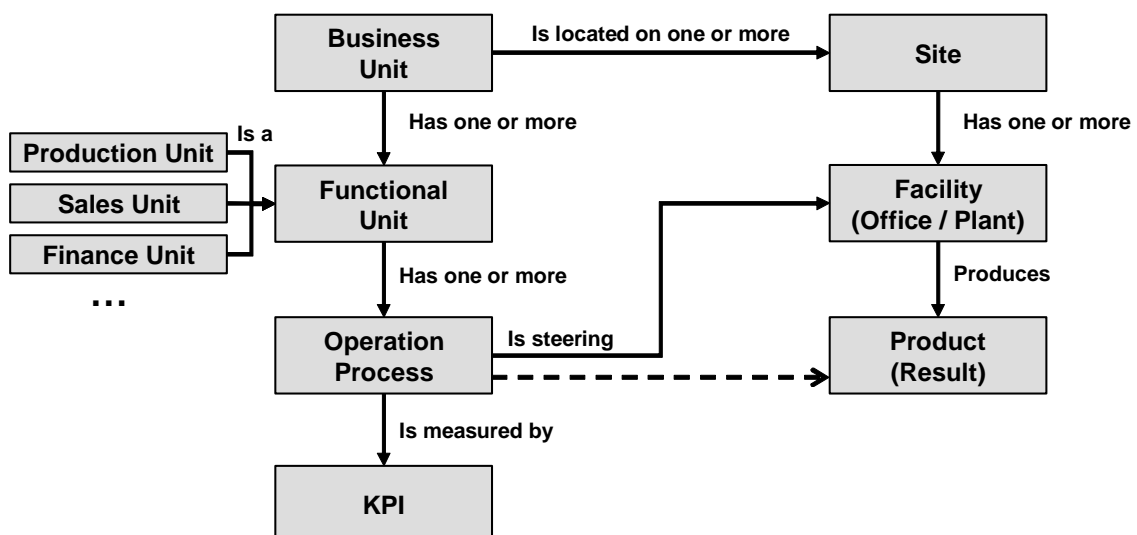 Business
Unit
Is located on one or more
Site
Has one or more
Has one or more
Is a
Production Unit
Sales Unit
Finance Unit
...
Functional
Unit
Facility
(Office / Plant)
Has one or more
Produces
Operation
Process
Is steering
Product
(Result)
Is measured by
KPI